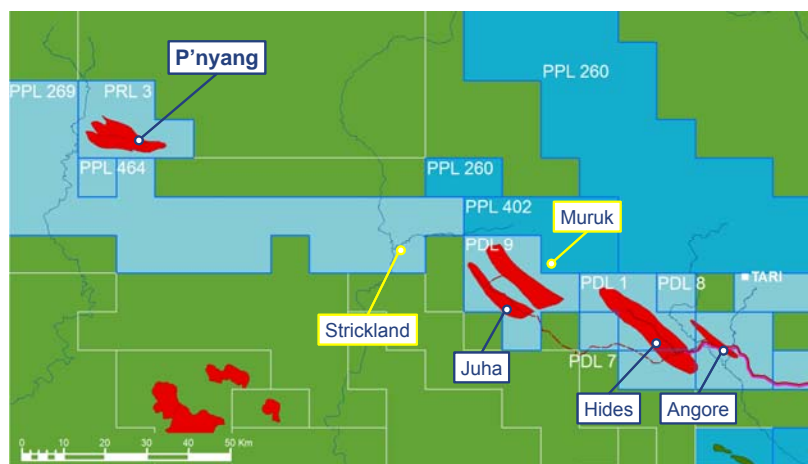 P'nyang
PPL 269
PRL 3
PPL 260
PPL 464
PPL 260
PPL 402
Muruk
PDL 9
Strickland
PDL 1
PDL 8
TARI
Juha
PDL 7
Hides
Angore
0 10 20 30 40 50 Km